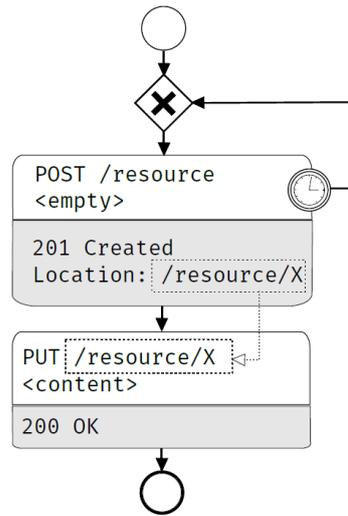 POST /resource
<empty>
201 Created
Location: /resource/X
PUT /resource/X
<content>
200 OK